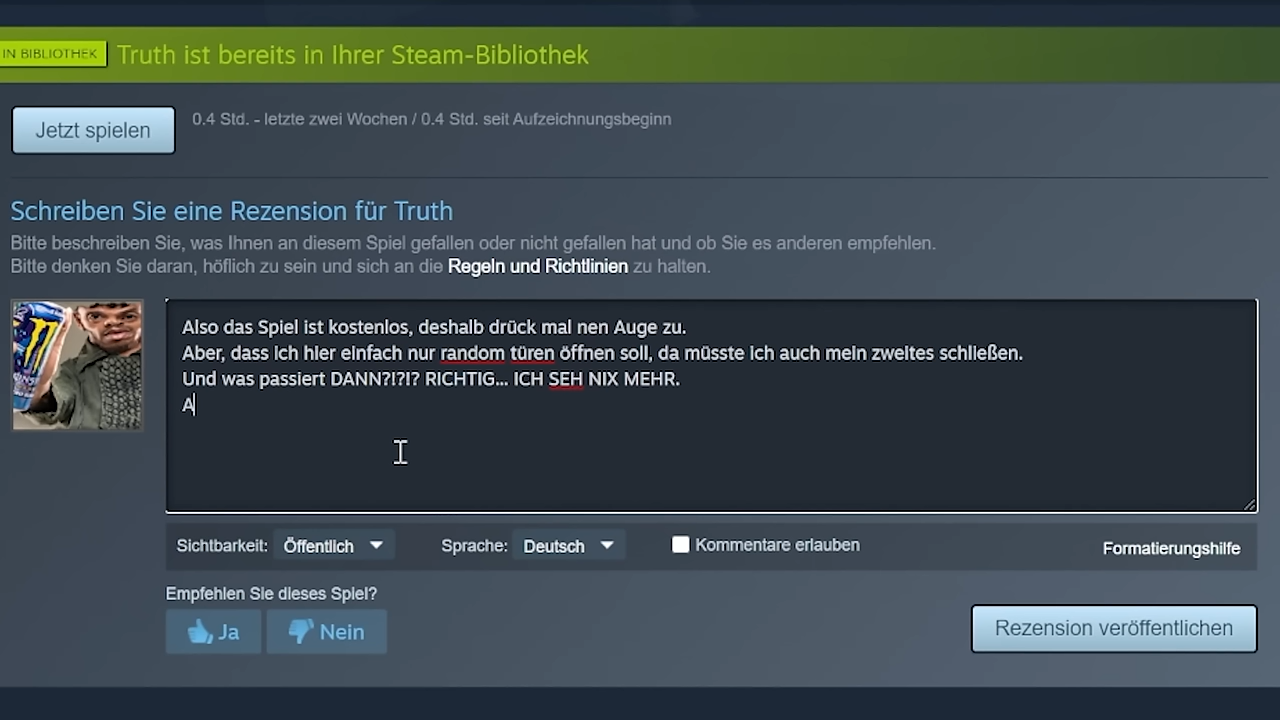 IN BIBLIOTHEK
Truth ist bereits in Ihrer Steam-Bibliothek
Jetzt spielen
0.4 Std. - letzte zwei Wochen / 0.4 Std. seit Aufzeichnungsbeginn
Schreiben Sie eine Rezension für Truth
Bitte beschreiben Sie, was Ihnen an diesem Spiel gefallen oder nicht gefallen hat und ob Sie es anderen empfehlen.
Bitte denken Sie daran, höflich zu sein und sich an die Regeln und Richtlinien zu halten.
Also das Spiel ist kostenlos, deshalb drück mal nen Auge zu.
Aber, dass ich hier einfach nur random türen öffnen soll, da müsste ich auch mein zweites schließen.
Und was passiert DANN?!?!? RICHTIG... ICH SEH NIX MEHR.
A
Sichtbarkeit: Öffentlich
Sprache: Deutsch
Kommentare erlauben
Formatierungshilfe
Empfehlen Sie dieses Spiel?
Ja
Nein
Rezension veröffentlichen